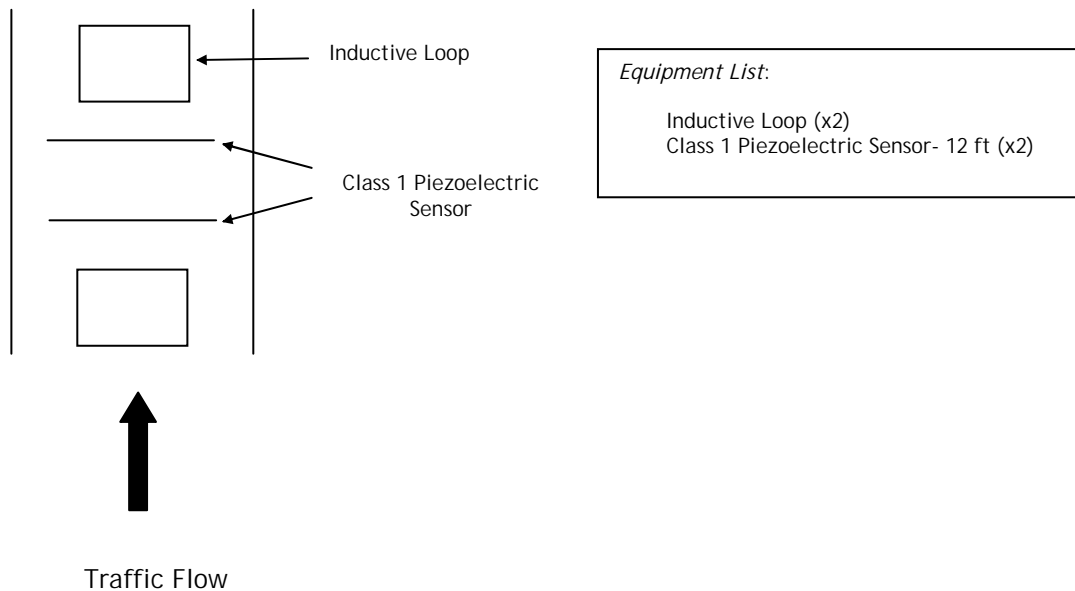 Inductive Loop
Equipment List:
Inductive Loop (x2)
Class 1 Piezoelectric Sensor- 12 ft (x2)
Class 1 Piezoelectric
Sensor
Traffic Flow